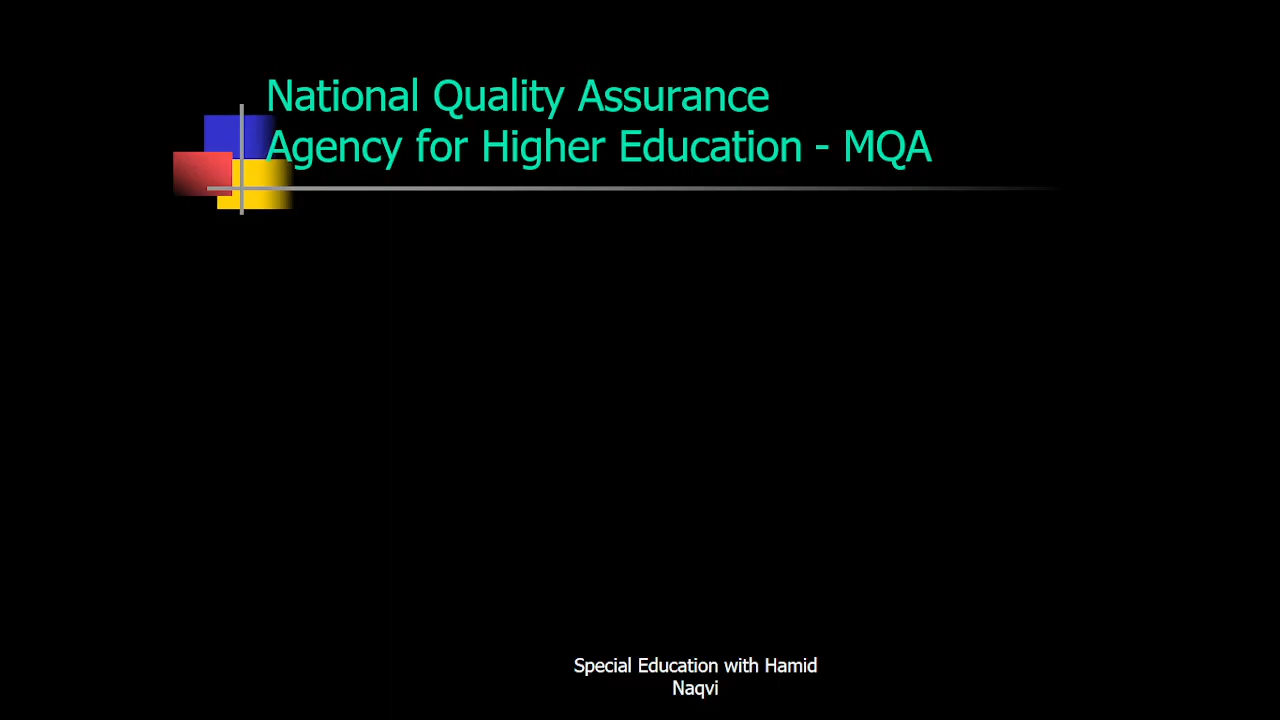 National Quality Assurance
Agency for Higher Education - MQA
Special Education with Hamid
Naqvi